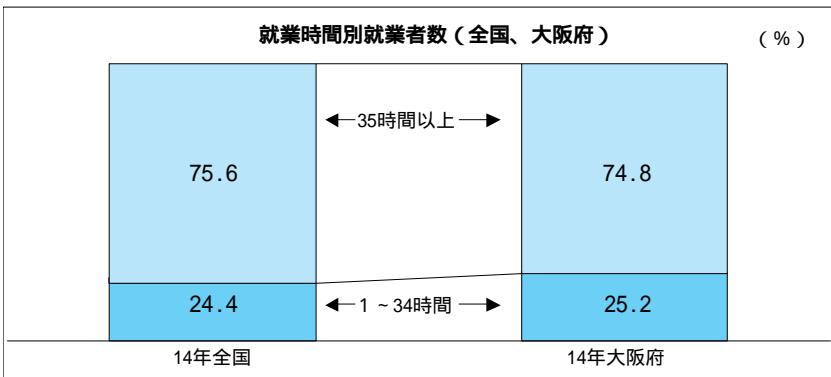 就業時間別就業者数（全国、大阪府）
（%）
35時間以上
75.6
74.8
24.4
1～34時間
25.2
14年全国
14年大阪府